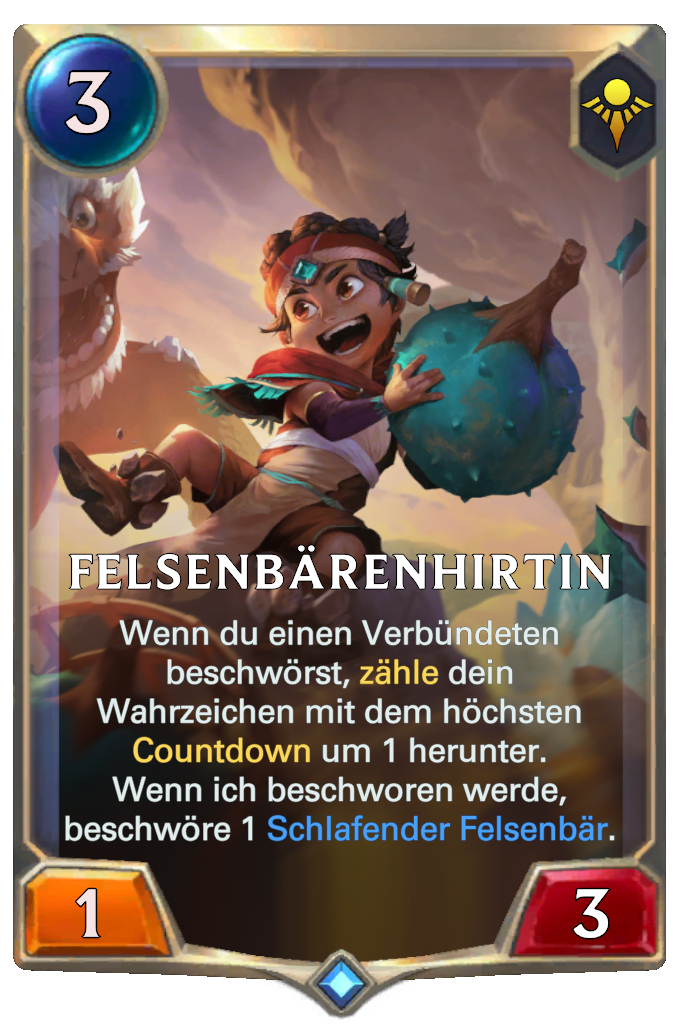 3
FELSENBÄRENHIRTIN
Wenn du einen Verbündeten
beschwörst, zähle dein
Wahrzeichen mit dem höchsten
Countdown um 1 herunter.
Wenn ich beschworen werde,
beschwöre 1 Schlafender Felsenbär.
1
3